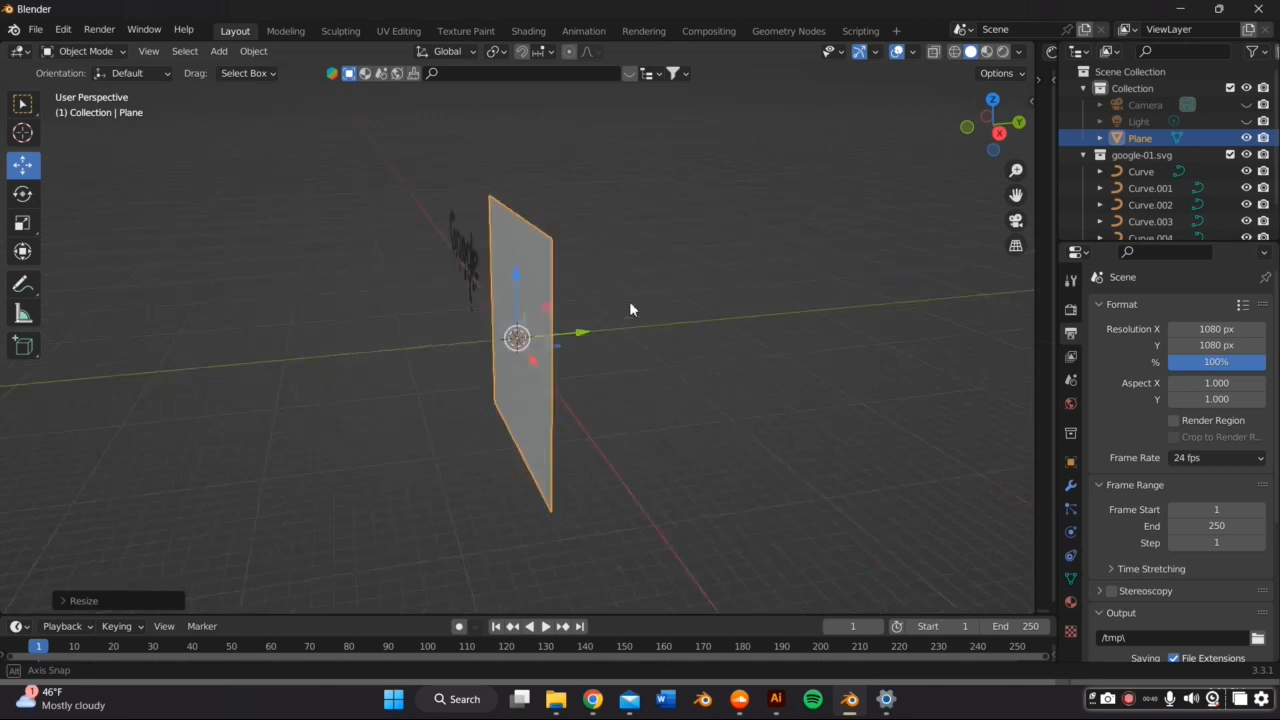 Blender
File Edit Render Window Help Layout Modeling Sculpting UV Editing Texture Paint Shading Animation Rendering Compositing Geometry Nodes Scripting + Scene ViewLayer
Object Mode View Select Add Object Global
Orientation: Default Drag: Select Box Options
User Perspective
(1) Collection | Plane
Z
Y
X
Scene Collection
Collection
Camera
Light
Plane
google-01.svg
Curve
Curve.001
Curve.002
Curve.003
Curve.004
Scene
Format
Resolution X 1080 px
Y 1080 px
% 100%
Aspect X 1.000
Y 1.000
Render Region
Crop to Render R...
Frame Rate 24 fps
Frame Range
Frame Start 1
End 250
Step 1
Time Stretching
Stereoscopy
Output
/tmp\
Saving File Extensions
Resize
Playback Keying View Marker 1 Start 1 End 250
1 10 20 30 40 50 60 70 80 90 100 110 120 130 140 150 160 170 180 190 200 210 220 230 240 250
Alt Axis Snap 3.3.1
1 46°F
Mostly cloudy
Search
00:40